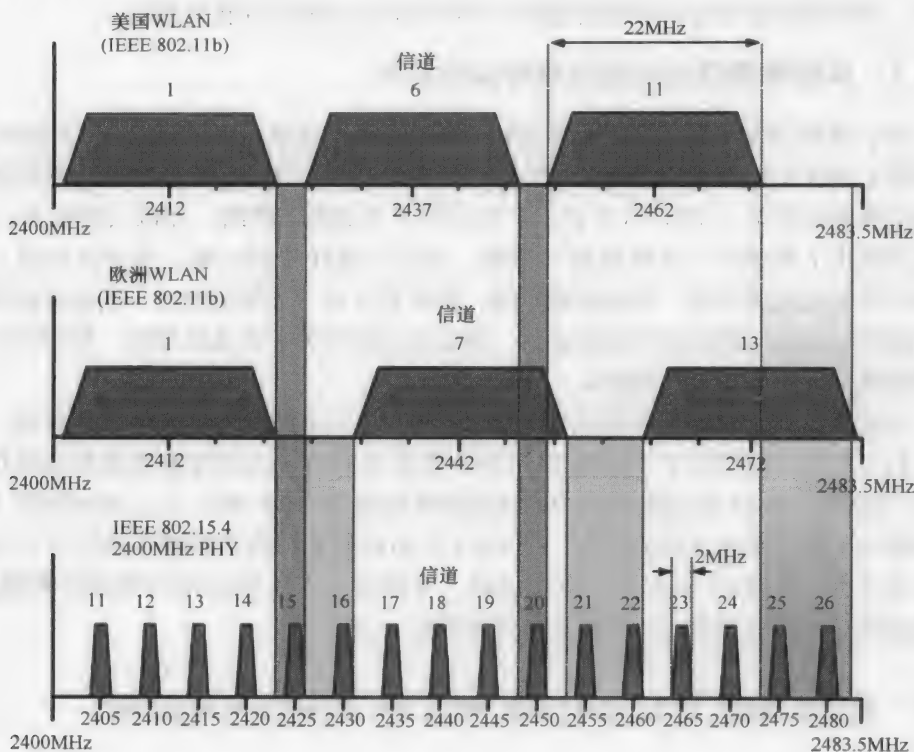 美国WLAN
(IEEE 802.11b)
22MHz
信道
1 6 11
2412 2437 2462
2400MHz 2483.5MHz
欧洲WLAN
(IEEE 802.11b)
信道
1 7 13
2412 2442 2472
2400MHz 2483.5MHz
IEEE 802.15.4
2400MHz PHY
信道
2MHz
11 12 13 14 15 16 17 18 19 20 21 22 23 24 25 26
2405 2410 2415 2420 2425 2430 2435 2440 2445 2450 2455 2460 2465 2470 2475 2480
2400MHz 2483.5MHz